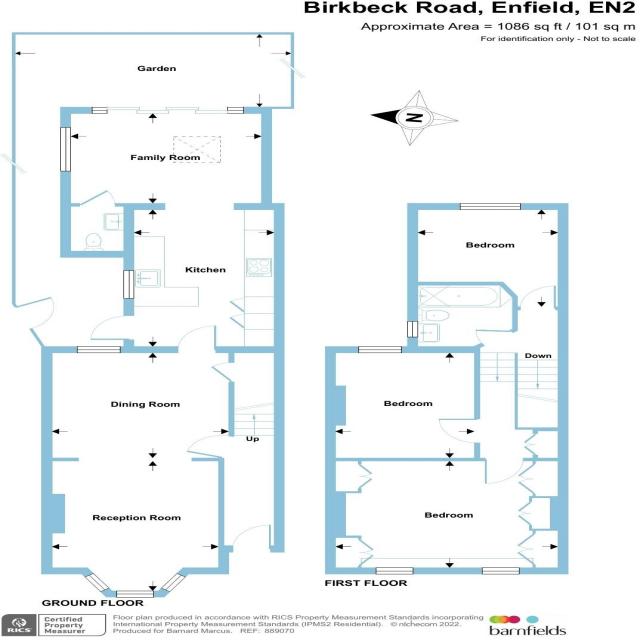 Birkbeck Road, Enfield, EN2
Approximate Area = 1086 sq ft / 101 sq m
For identification only - Not to scale
Garden
N
Family Room
Bedroom
Kitchen
Down
Dining Room
Bedroom
Up
Reception Room
Bedroom
FIRST FLOOR
GROUND FLOOR
RICS
Certified
Property
Measurer
Floor plan produced in accordance with RICS Property Measurement Standards incorporating
International Property Measurement Standards (IPMS2 Residential). © nichecom 2022.
Produced for Barnard Marcus. REF: 889070
barnfields